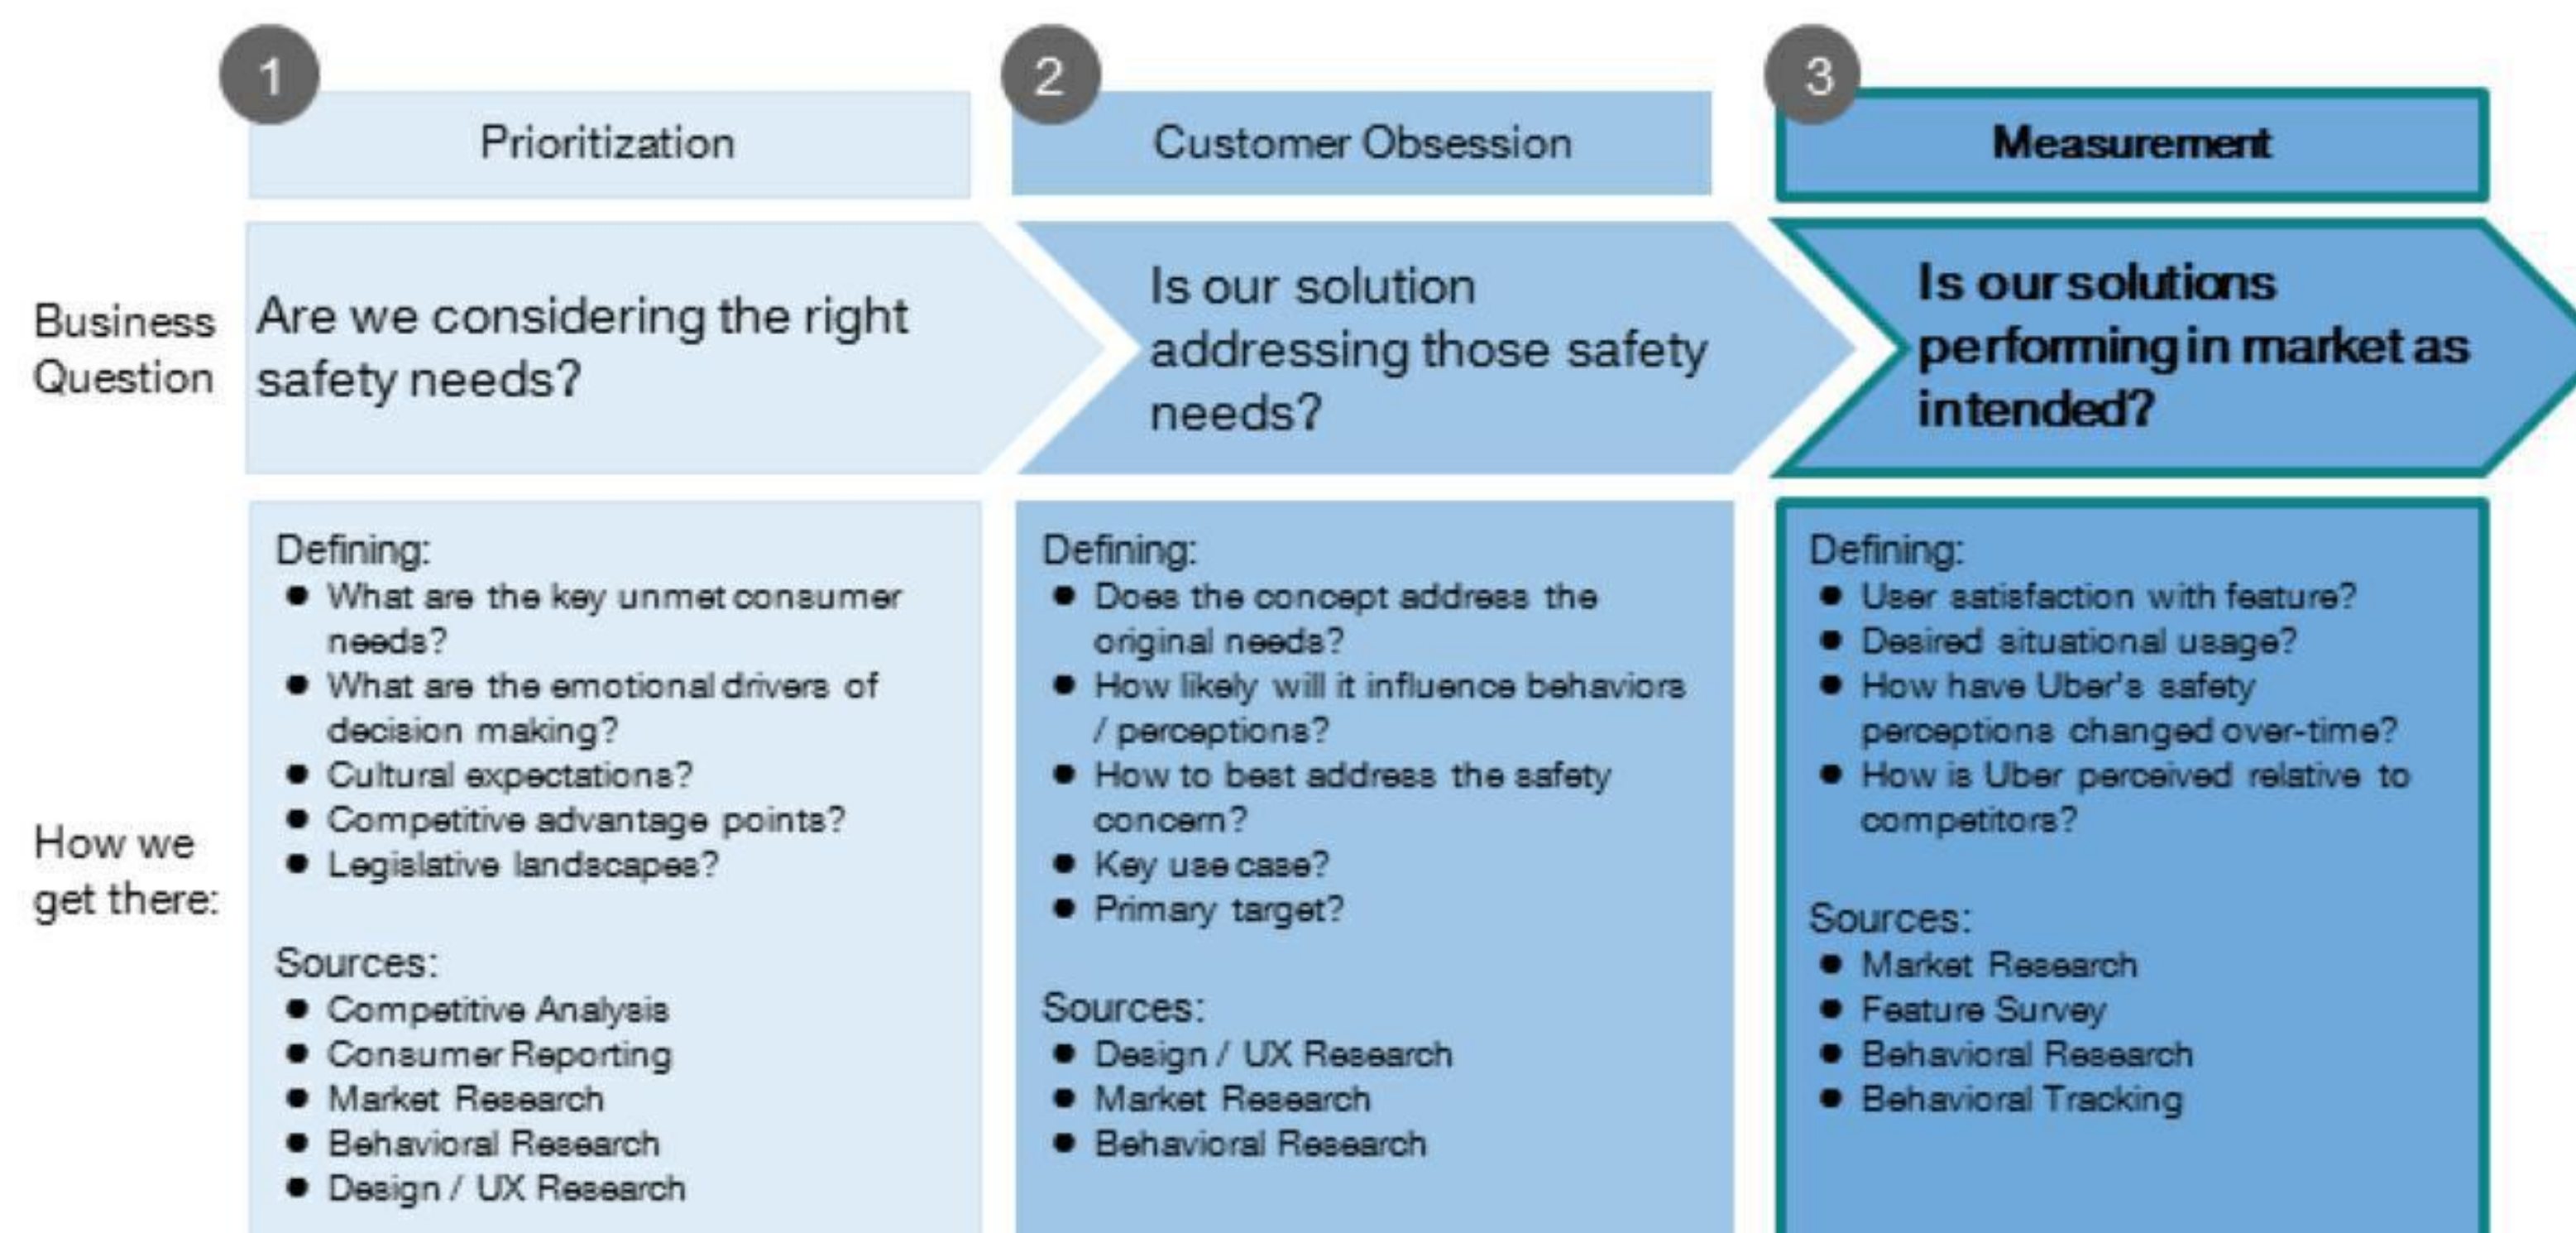 1
Prioritization
2
Customer Obsession
3
Measurement
Business
Question
Are we considering the right
safety needs?
Is our solution
addressing those safety
needs?
Is our solutions
performing in market as
intended?
How we
get there:
Defining:
● What are the key unmet consumer
needs?
● What are the emotional drivers of
decision making?
● Cultural expectations?
● Competitive advantage points?
● Legislative landscapes?
Sources:
● Competitive Analysis
● Consumer Reporting
● Market Research
● Behavioral Research
● Design / UX Research
Defining:
● Does the concept address the
original needs?
● How likely will it influence behaviors
/ perceptions?
● How to best address the safety
concern?
● Key use case?
● Primary target?
Sources:
● Design / UX Research
● Market Research
● Behavioral Research
Defining:
● User satisfaction with feature?
● Desired situational usage?
● How have Uber's safety
perceptions changed over-time?
● How is Uber perceived relative to
competitors?
Sources:
● Market Research
● Feature Survey
● Behavioral Research
● Behavioral Tracking